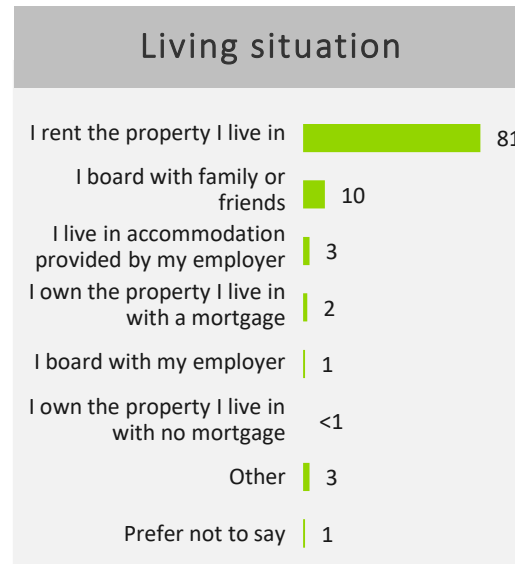 Living situation
I rent the property I live in 81
I board with family or
friends 10
I live in accommodation
provided by my employer 3
I own the property I live in
with a mortgage 2
I board with my employer 1
I own the property I live in
with no mortgage <1
Other 3
Prefer not to say 1